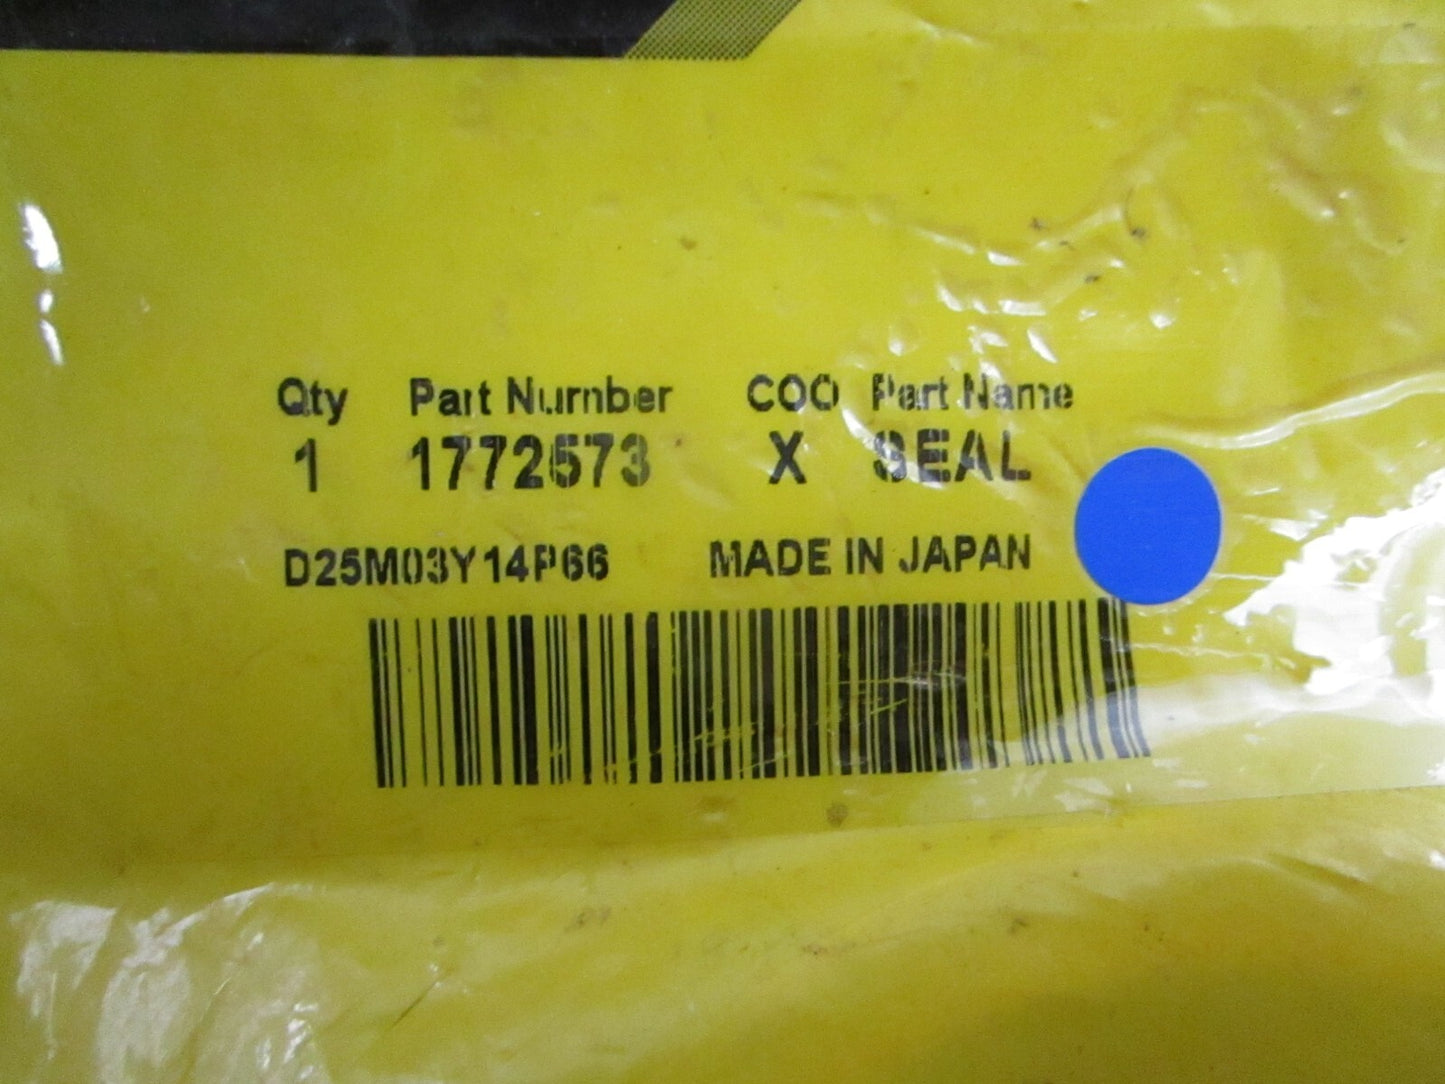 Qty Part Number COO Part Name
1 1772573 X SEAL
D25M03Y14P66 MADE IN JAPAN